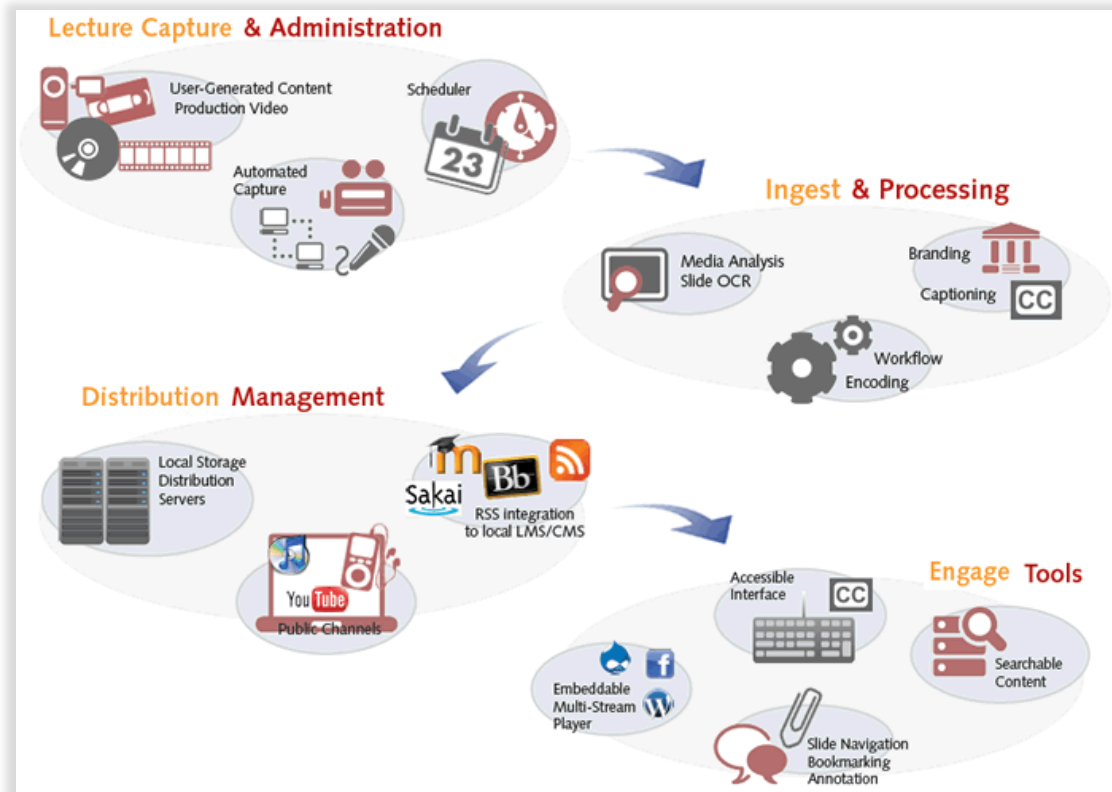 Lecture Capture & Administration
User-Generated Content
Production Video
Scheduler
23
Automated
Capture
Ingest & Processing
Media Analysis
Slide OCR
Branding
Captioning
CC
Workflow
Encoding
Distribution Management
Local Storage
Distribution
Servers
m
Sakai
Bb
RSS integration
to local LMS/CMS
YouTube
Public Channels
Engage Tools
Accessible
Interface
CC
Searchable
Content
Embeddable
Multi-Stream
Player
f
W
Slide Navigation
Bookmarking
Annotation